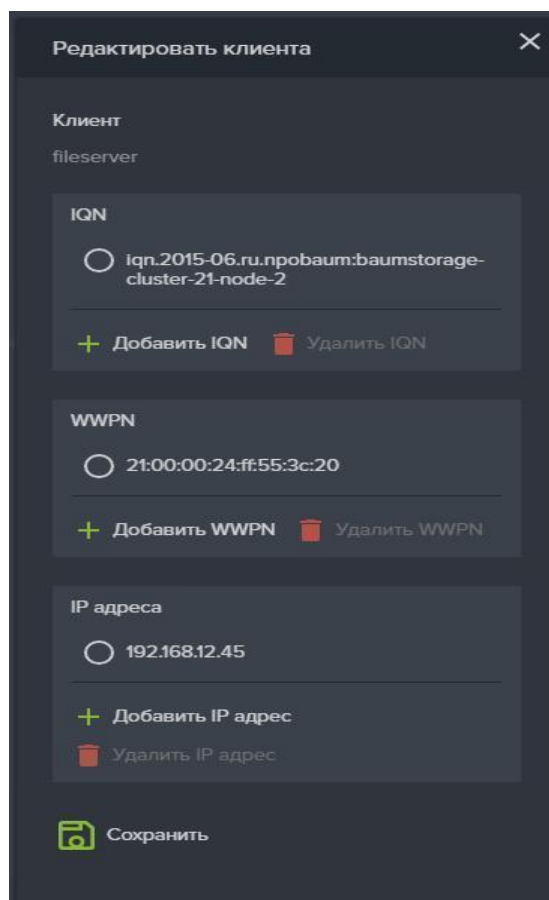 Редактировать клиента
Клиент
fileserver
IQN
iqn.2015-06.ru.npobaum:baumstorage-
cluster-21-node-2
Добавить IQN Удалить IQN
WWPN
21:00:00:24:ff:55:3c:20
Добавить WWPN Удалить WWPN
IP адреса
192.168.12.45
Добавить IP адрес
Удалить IP адрес
Сохранить